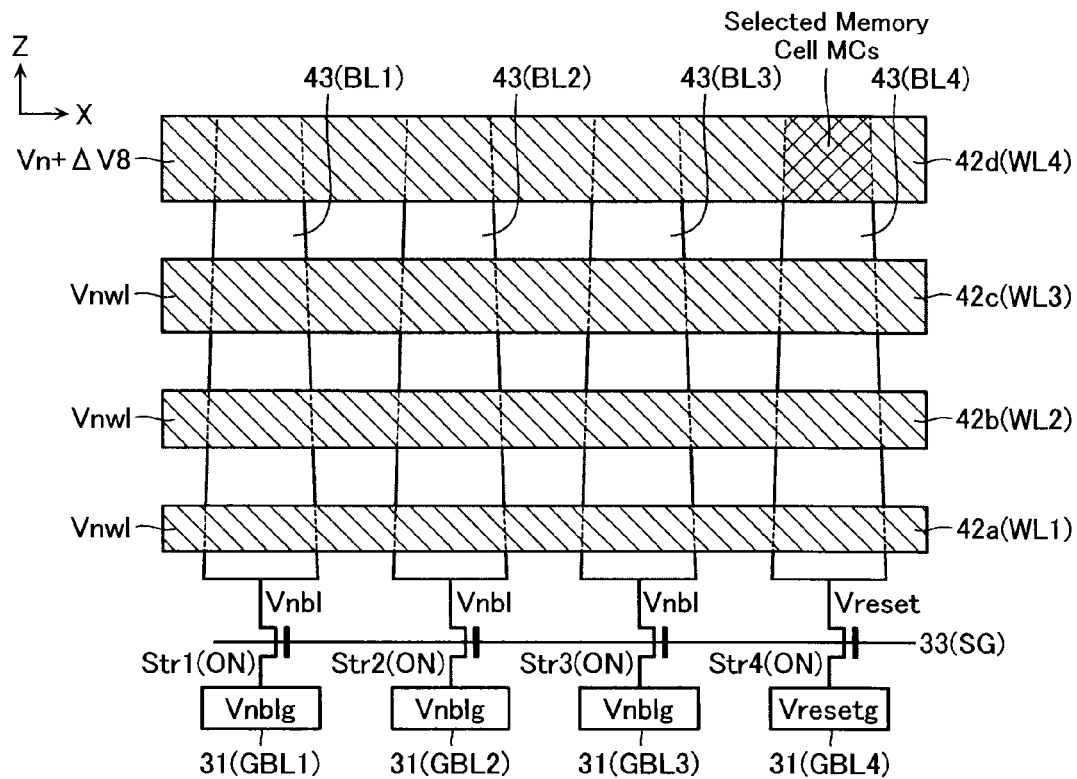 Selected Memory
Cell MCs
Z
X
43(BL1)
43(BL2)
43(BL3)
43(BL4)
Vn+ΔV8
42d(WL4)
Vnwl
42c(WL3)
Vnwl
42b(WL2)
Vnwl
42a(WL1)
Vnbl
Vnbl
Vnbl
Vreset
33(SG)
Str1(ON)
Str2(ON)
Str3(ON)
Str4(ON)
Vnblg
Vnblg
Vnblg
Vresetg
31(GBL1)
31(GBL2)
31(GBL3)
31(GBL4)